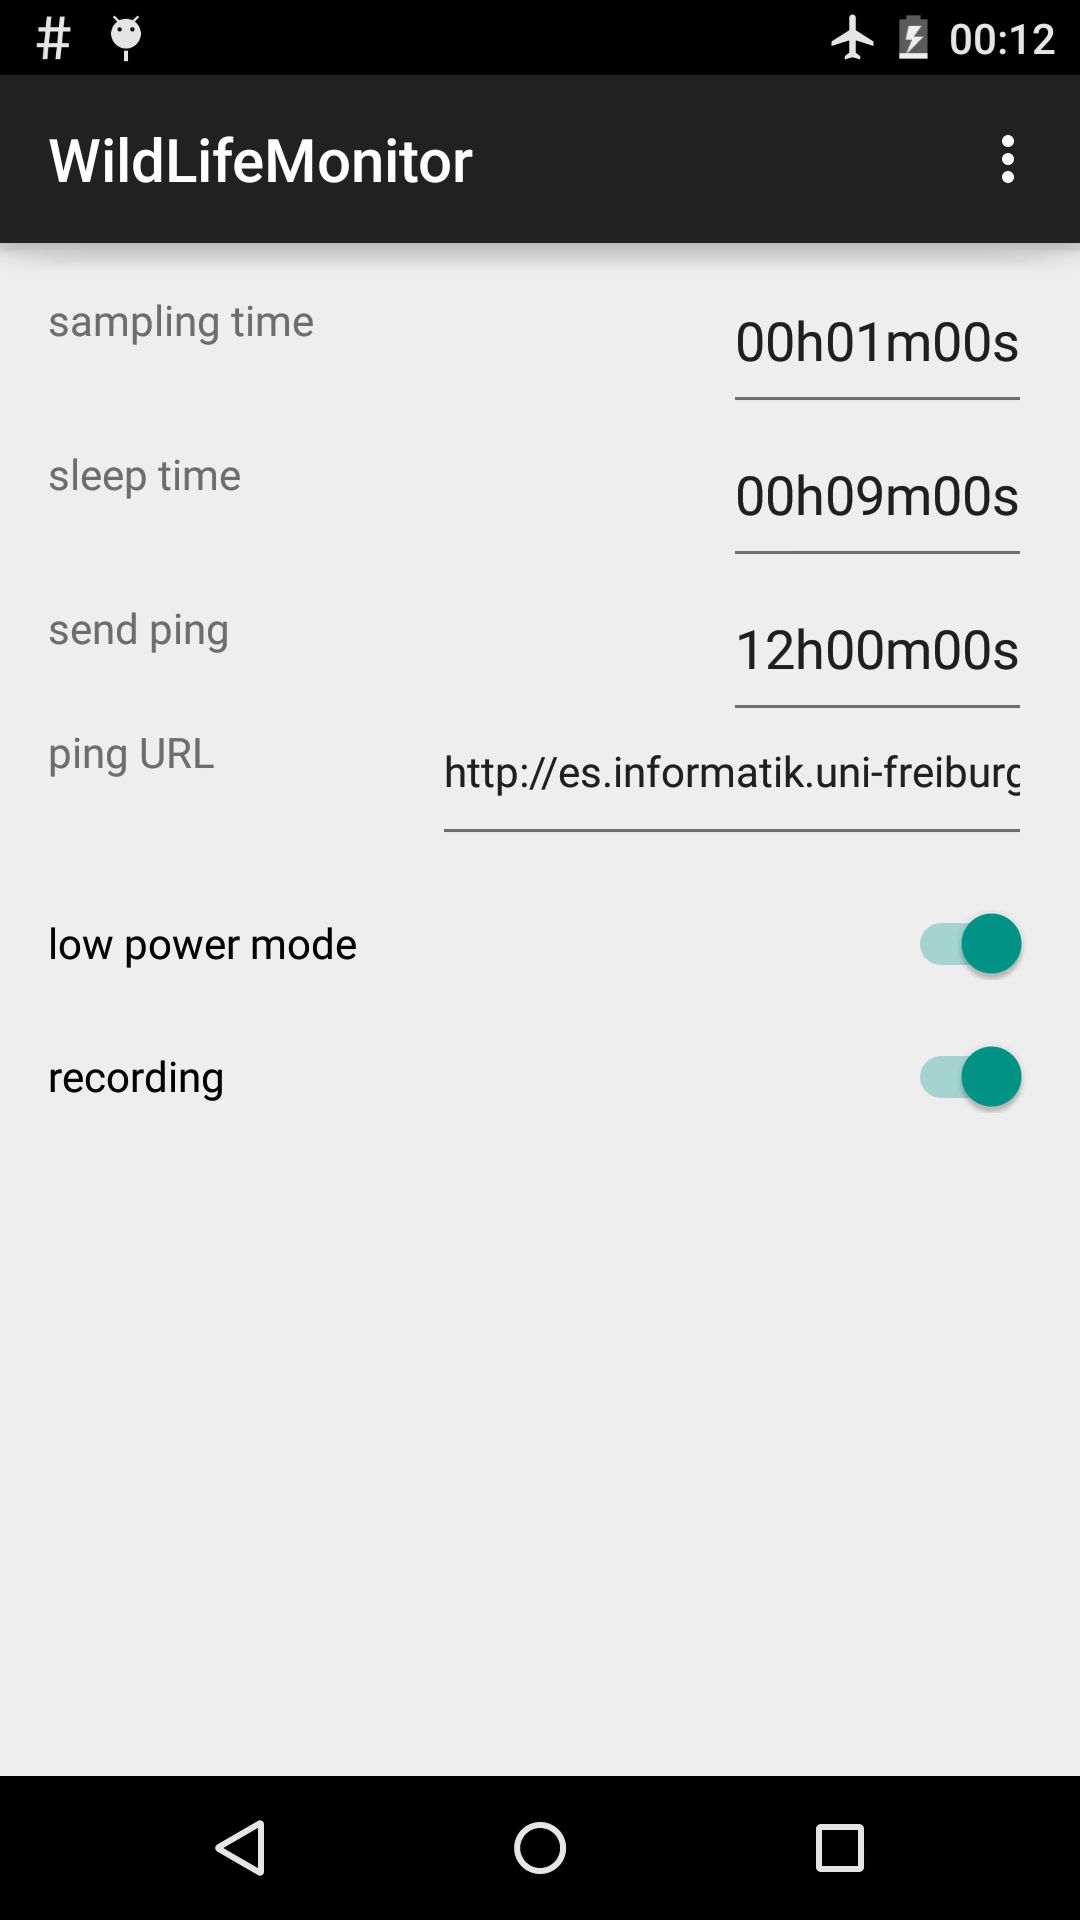 # 00:12
WildLifeMonitor
sampling time 00h01m00s
sleep time 00h09m00s
send ping 12h00m00s
ping URL http://es.informatik.uni-freiburg
low power mode
recording